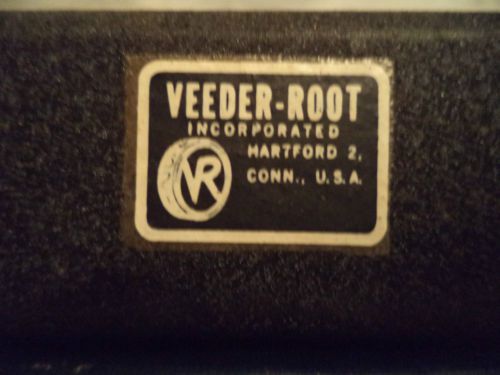 VEEDER-ROOT
INCORPORATED
HARTFORD 2,
CONN., U.S.A.
VR